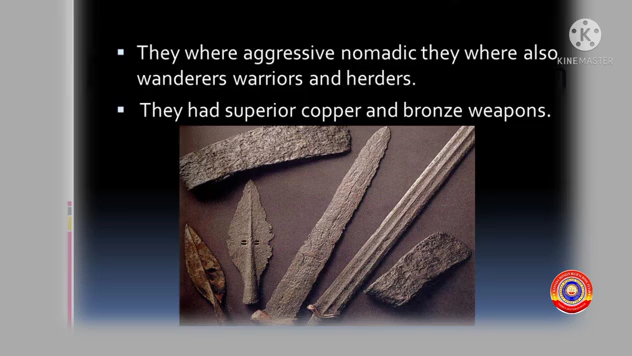 They where aggressive nomadic they where also
wanderers warriors and herders.
They had superior copper and bronze weapons.
KINEMASTER